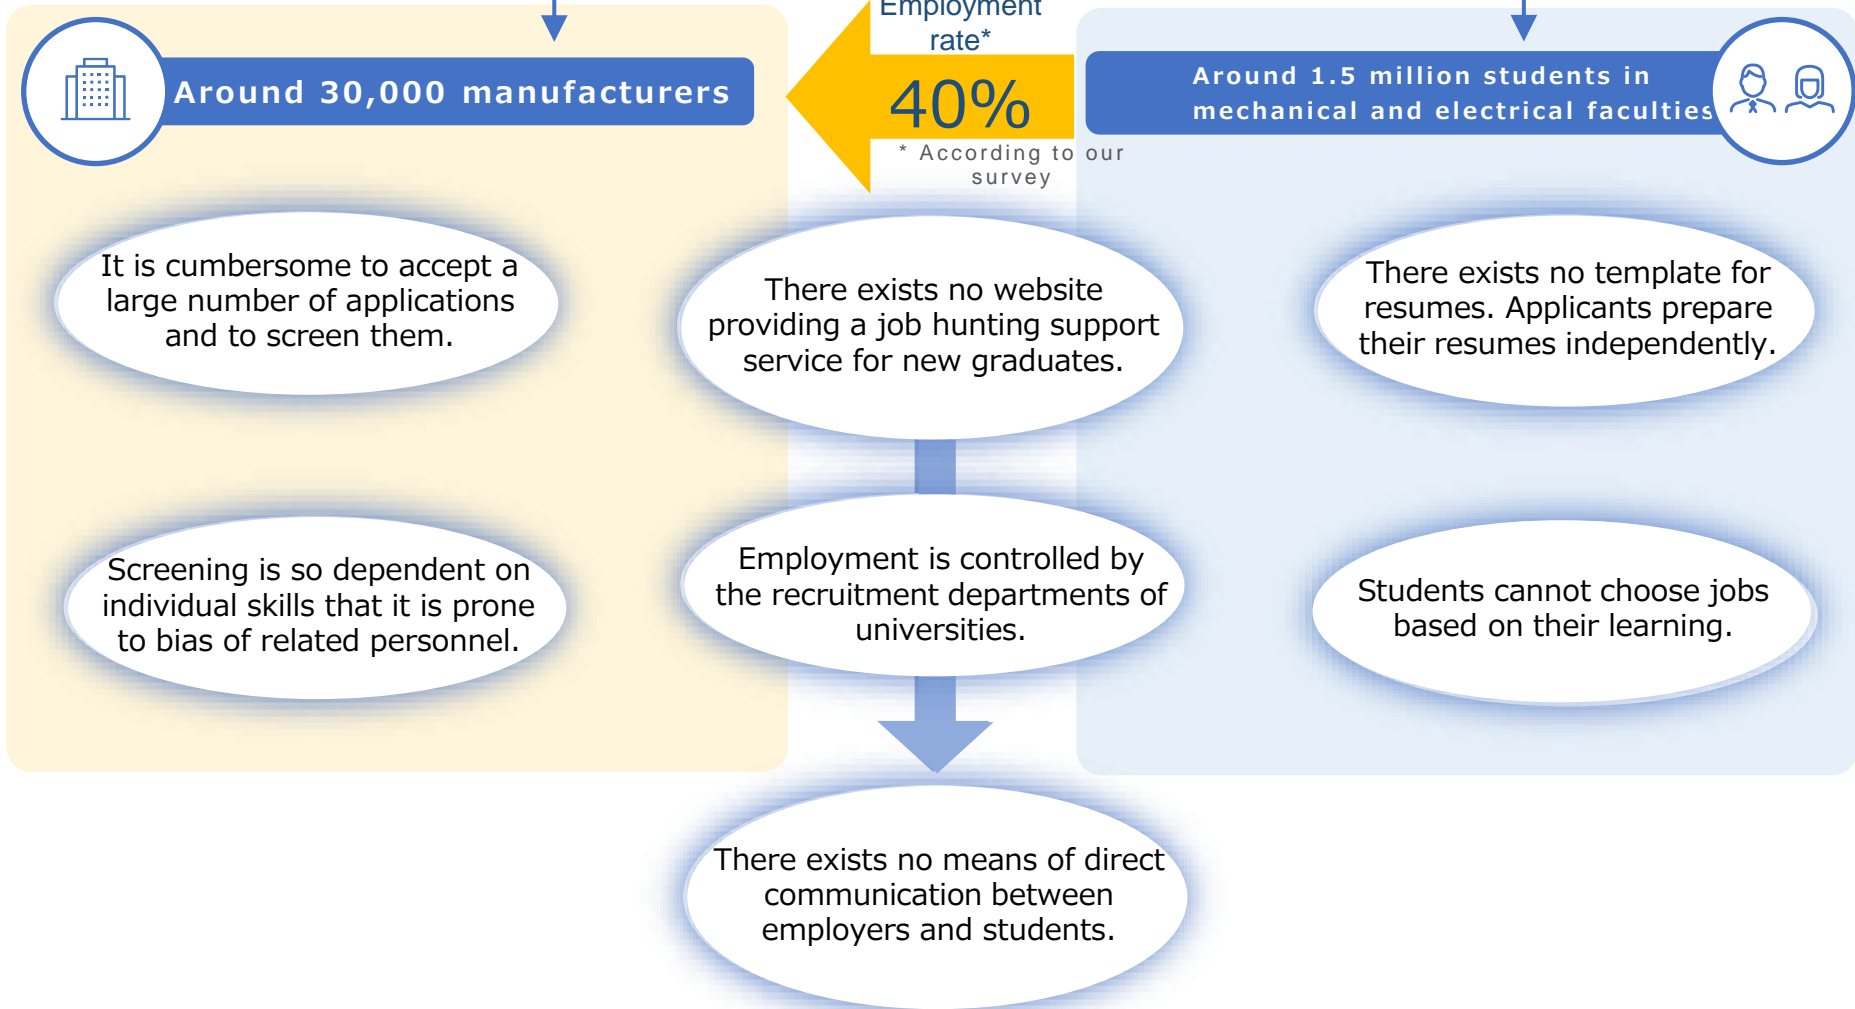 Employment
rate*
40%
* According to our
survey
Around 30,000 manufacturers
Around 1.5 million students in
mechanical and electrical faculties
It is cumbersome to accept a
large number of applications
and to screen them.
There exists no website
providing a job hunting support
service for new graduates.
There exists no template for
resumes. Applicants prepare
their resumes independently.
Screening is so dependent on
individual skills that it is prone
to bias of related personnel.
Employment is controlled by
the recruitment departments of
universities.
Students cannot choose jobs
based on their learning.
There exists no means of direct
communication between
employers and students.